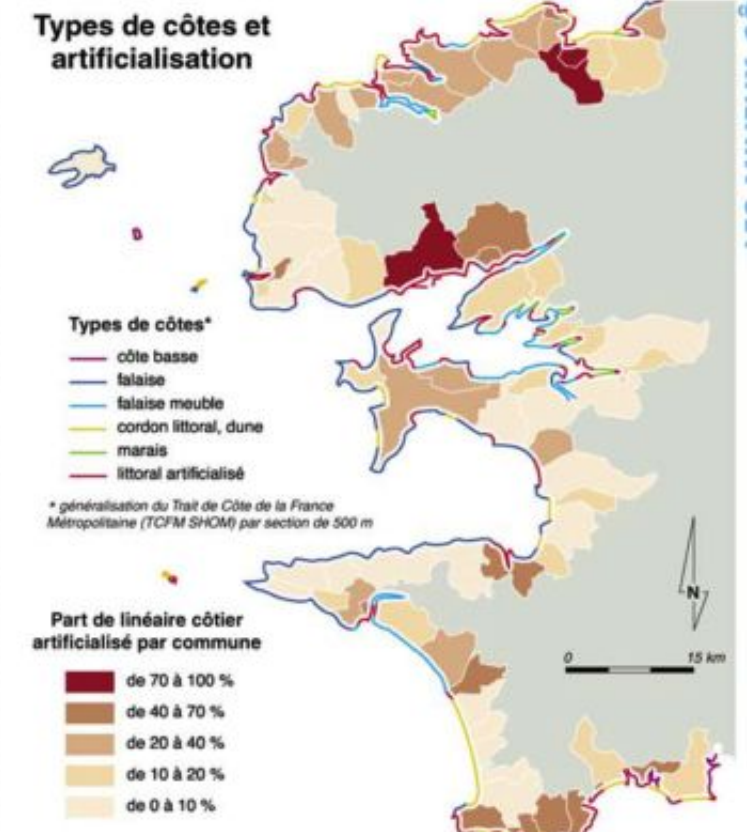 Types de côtes et
artificialisation
Types de côtes*
côte basse
falaise
falaise meuble
cordon littoral, dune
marais
littoral artificialisé
* généralisation du Trait de Côte de la France
Métropolitaine (TCFM SHOM) par section de 500 m
Part de linéaire côtier
artificialisé par commune
de 70 à 100 %
de 40 à 70 %
de 20 à 40 %
de 10 à 20 %
de 0 à 10 %
N
0 15 km